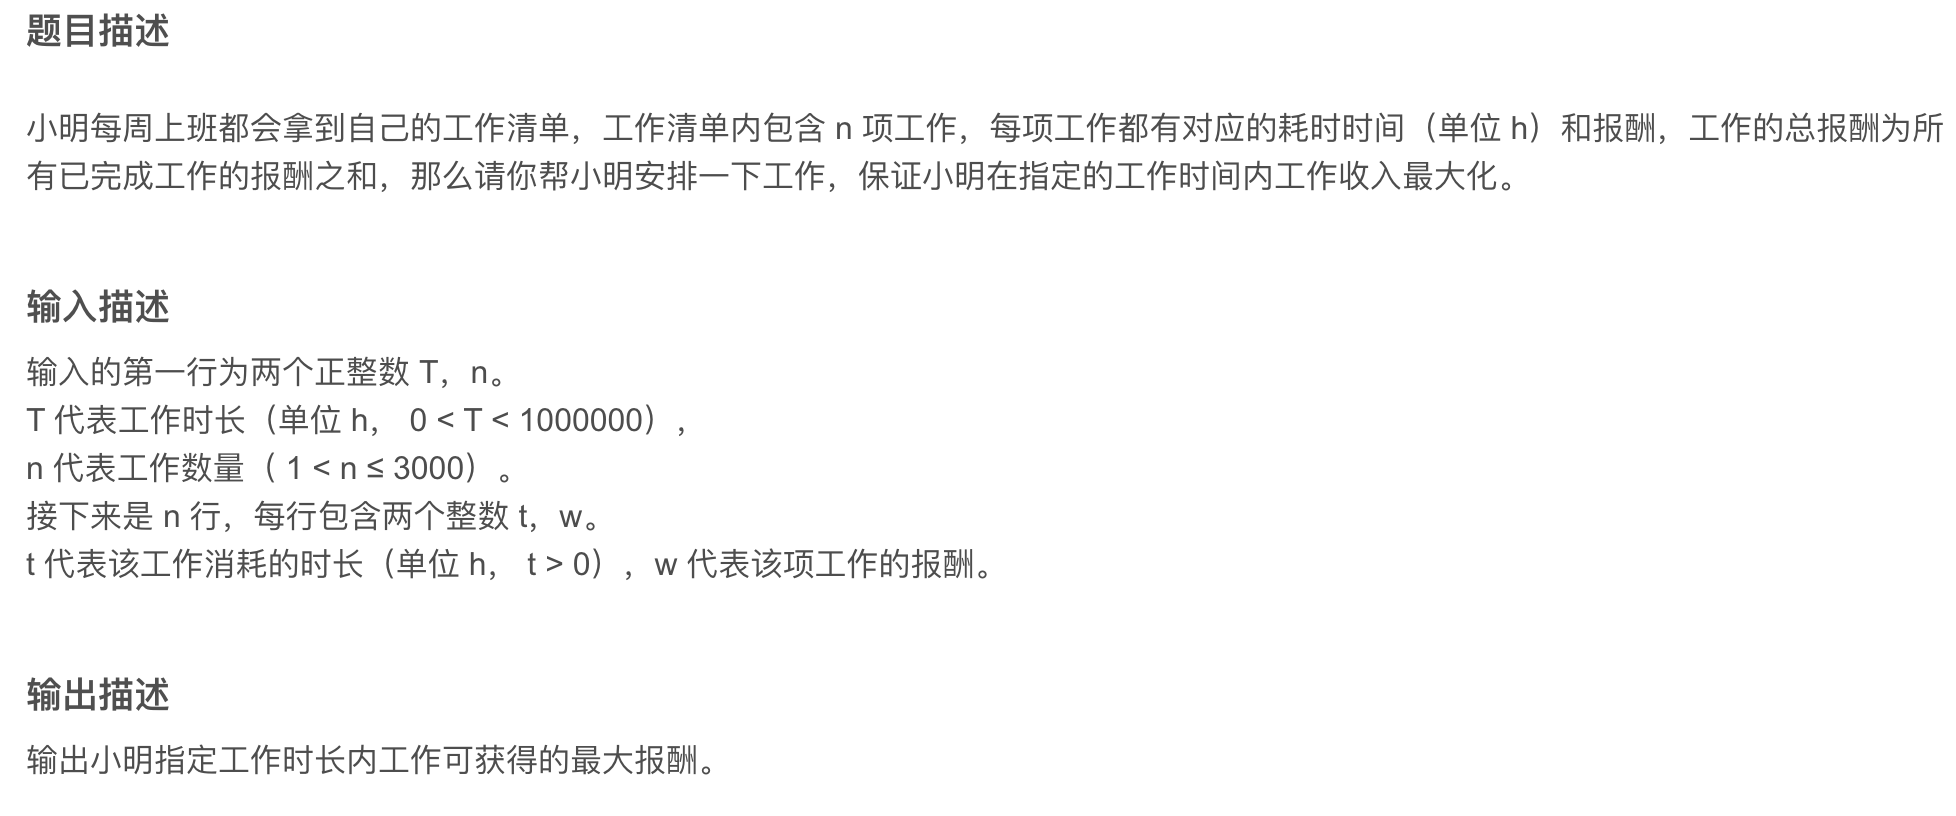 题目描述
小明每周上班都会拿到自己的工作清单，工作清单内包含 n 项工作，每项工作都有对应的耗时时间（单位 h）和报酬，工作的总报酬为所
有已完成工作的报酬之和，那么请你帮小明安排一下工作，保证小明在指定的工作时间内工作收入最大化。
输入描述
输入的第一行为两个正整数 T，n。
T 代表工作时长（单位 h， 0 < T < 1000000），
n 代表工作数量（ 1 < n ≤ 3000）。
接下来是 n 行，每行包含两个整数 t，w。
t 代表该工作消耗的时长（单位 h， t > 0），w 代表该项工作的报酬。
输出描述
输出小明指定工作时长内工作可获得的最大报酬。